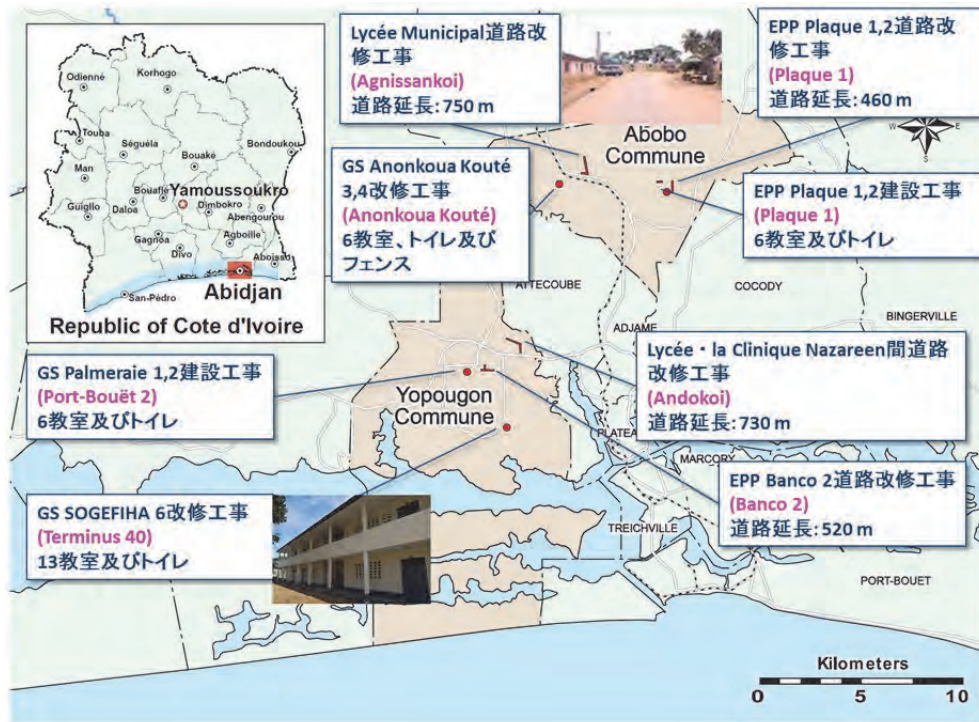 Lycée Municipal道路改
修工事
(Agnissankoi)
道路延長:750 m
EPP Plaque 1,2道路改
修工事
(Plaque 1)
道路延長:460 m
Abobo
Commune
W
E
S
GS Anonkoua Kouté
3,4改修工事
(Anonkoua Kouté)
6教室、トイレ及び
フェンス
EPP Plaque 1,2建設工事
(Plaque 1)
6教室及びトイレ
Odienné
Korhogo
Touba
Séguéla
Bondoukou
Man
Bouaké
Yamoussoukro
Bouaflé
Guiglo
Daloa
Dimbokro
Abengourou
Gagnoa
Agboille
Divo
Aboisso
San-Pédro
Abidjan
Republic of Cote d'Ivoire
ATTECOUBE
COCODY
ADJAME
BINGERVILLE
GS Palmeraie 1,2建設工事
(Port-Bouët 2)
6教室及びトイレ
Yopougon
Commune
Lycée・la Clinique Nazareen間道路
改修工事
(Andokoi)
道路延長:730 m
PLATEA
MARCORY
EPP Banco 2道路改修工事
(Banco 2)
道路延長:520 m
GS SOGEFIHA 6改修工事
(Terminus 40)
13教室及びトイレ
TREICHVILLE
PORT-BOUET
Kilometers
0 5 10